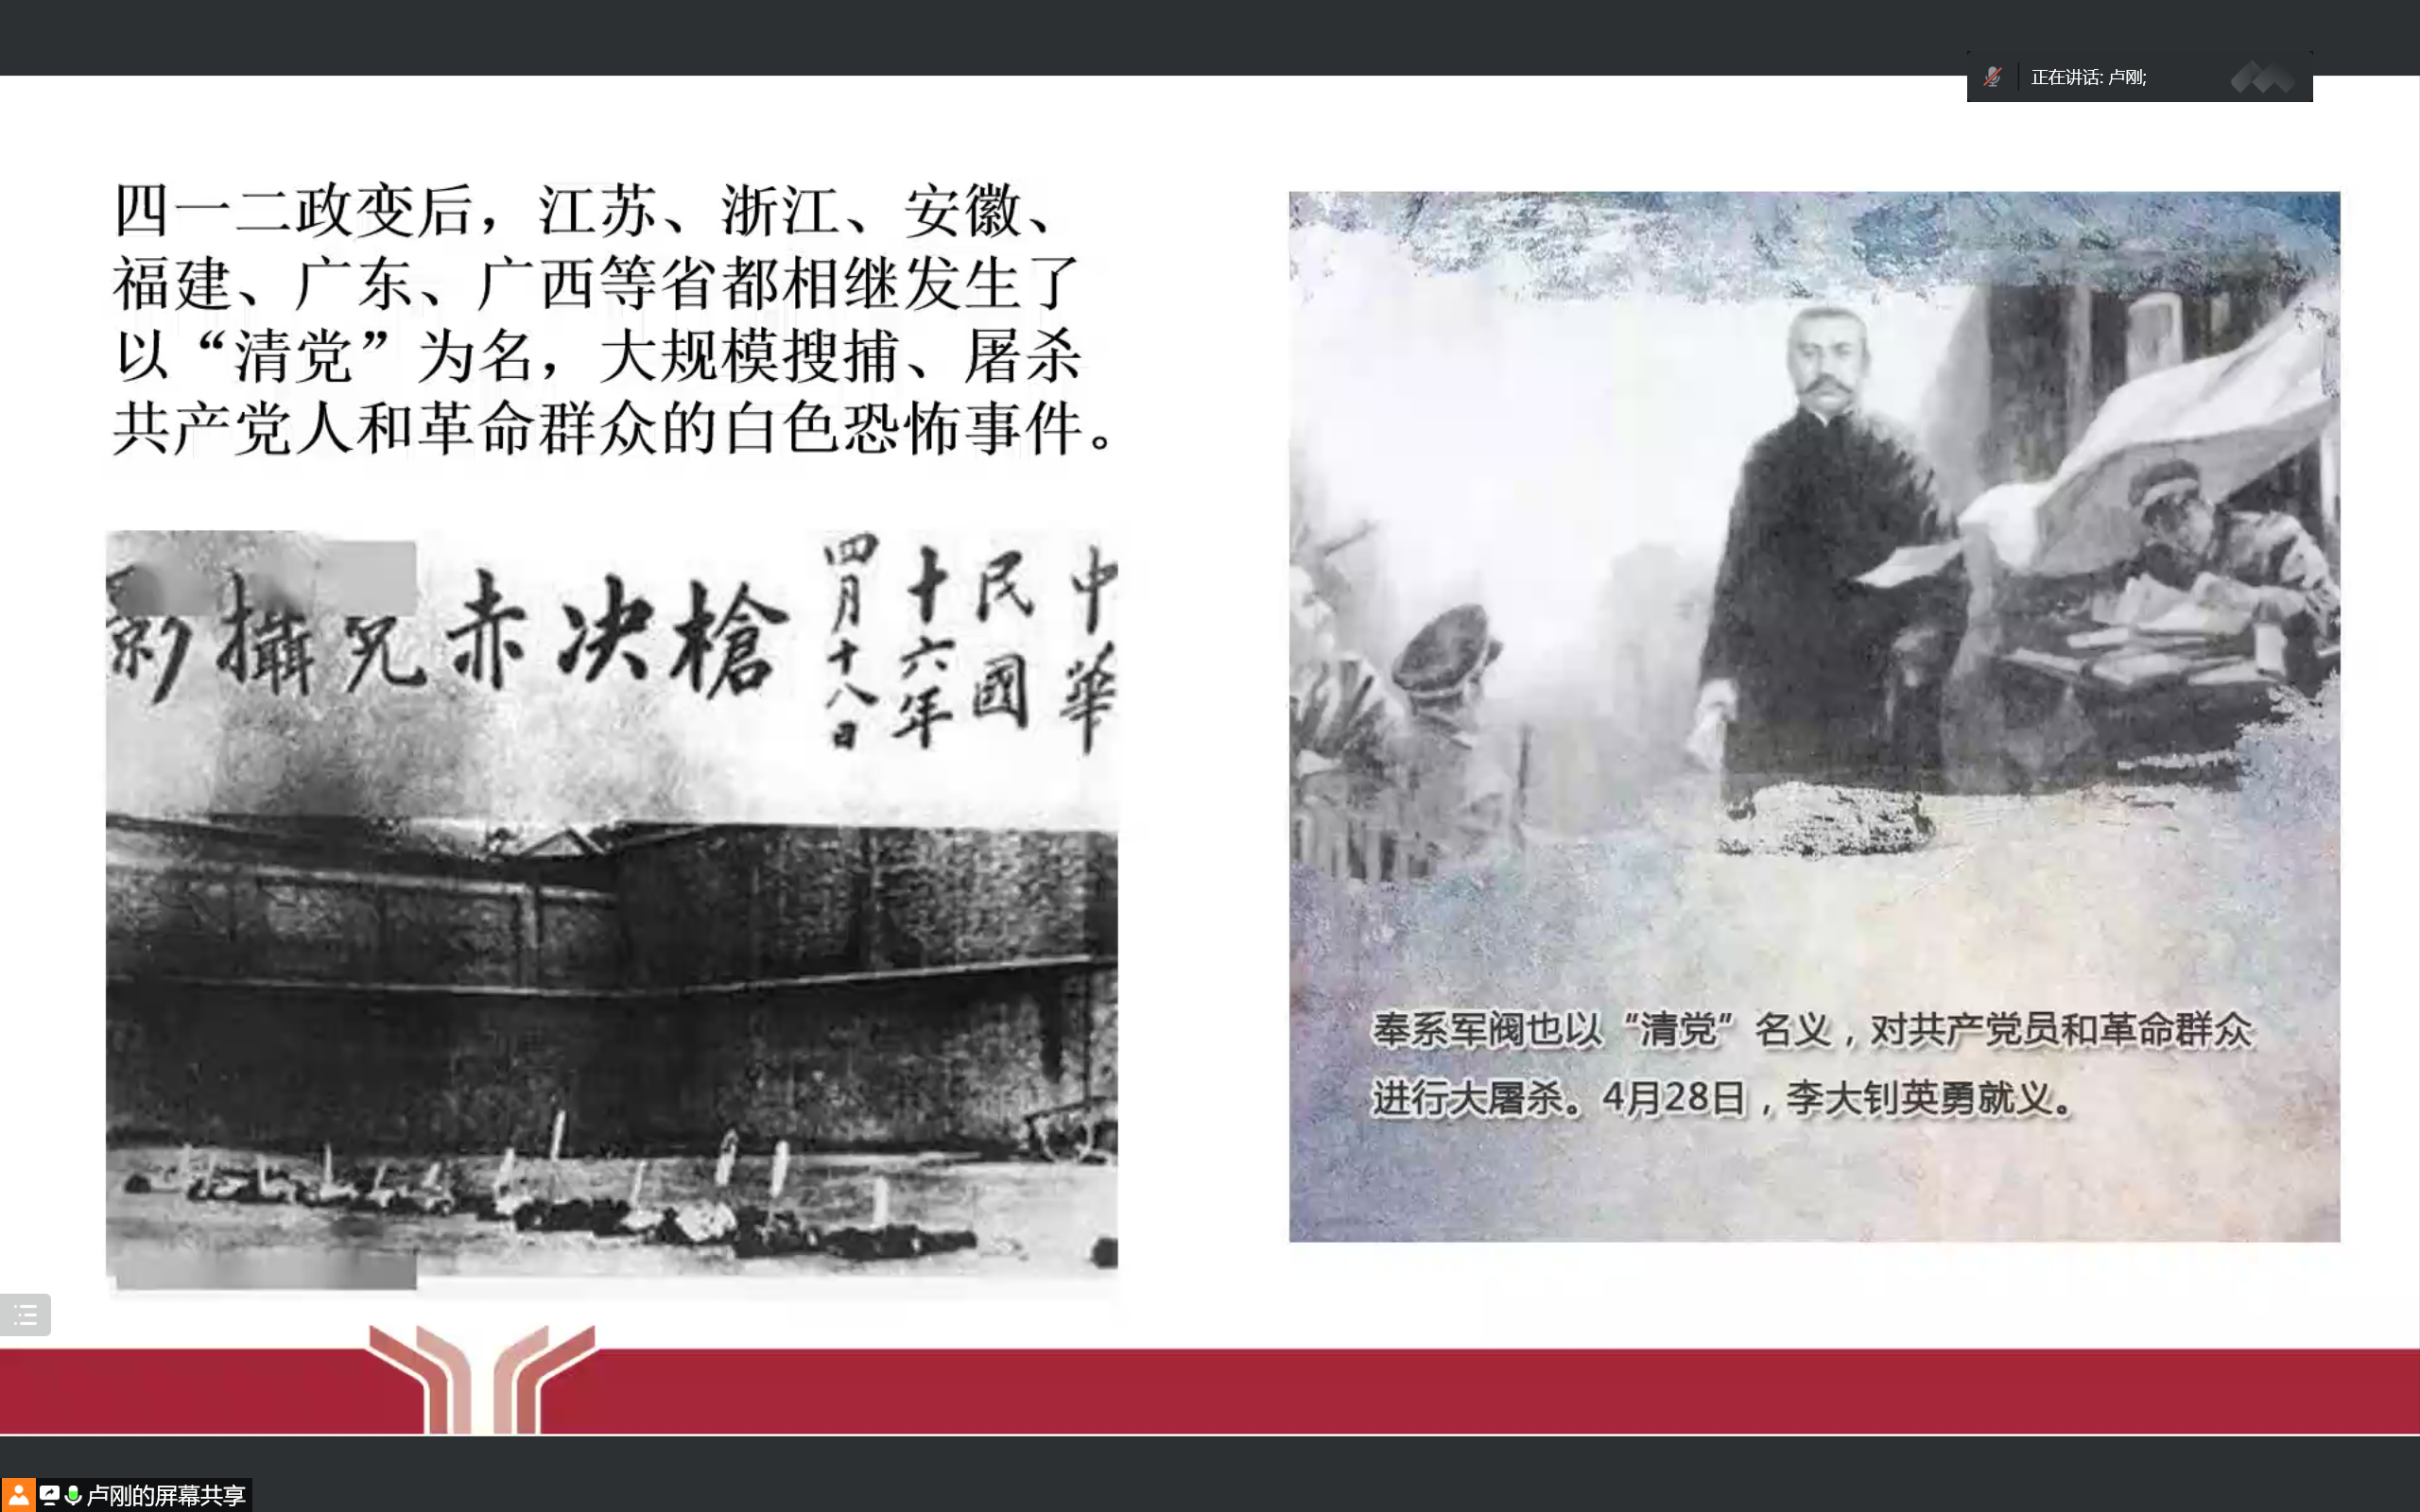 正在讲话: 卢刚;
四一二政变后，江苏、浙江、安徽、
福建、广东、广西等省都相继发生了
以“清党”为名，大规模搜捕、屠杀
共产党人和革命群众的白色恐怖事件。
中華
民國
十六年
四月十八日
槍决赤兇攝影
奉系军阀也以“清党”名义，对共产党员和革命群众
进行大屠杀。4月28日，李大钊英勇就义。
卢刚的屏幕共享